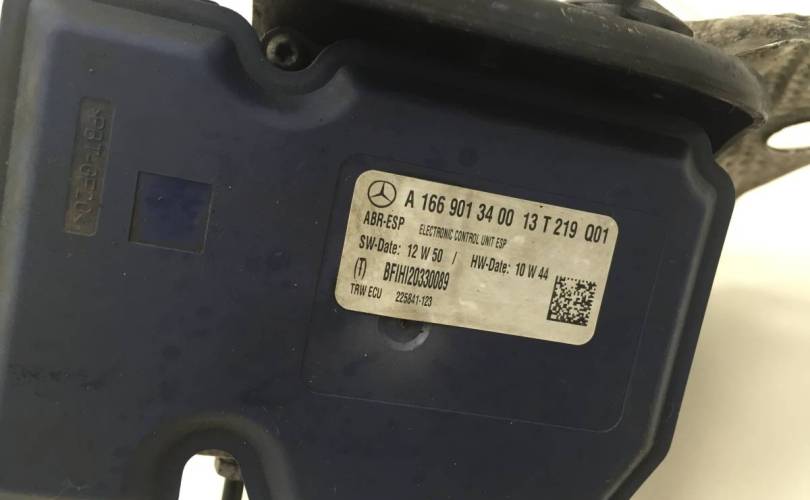 A 166 901 34 00 13 T 219 Q01
ABR-ESP ELECTRONIC CONTROL UNIT ESP
SW-Date: 12 W 50 / HW-Date: 10 W 44
(T) BFIHI20330089
TRW ECU 225841-123